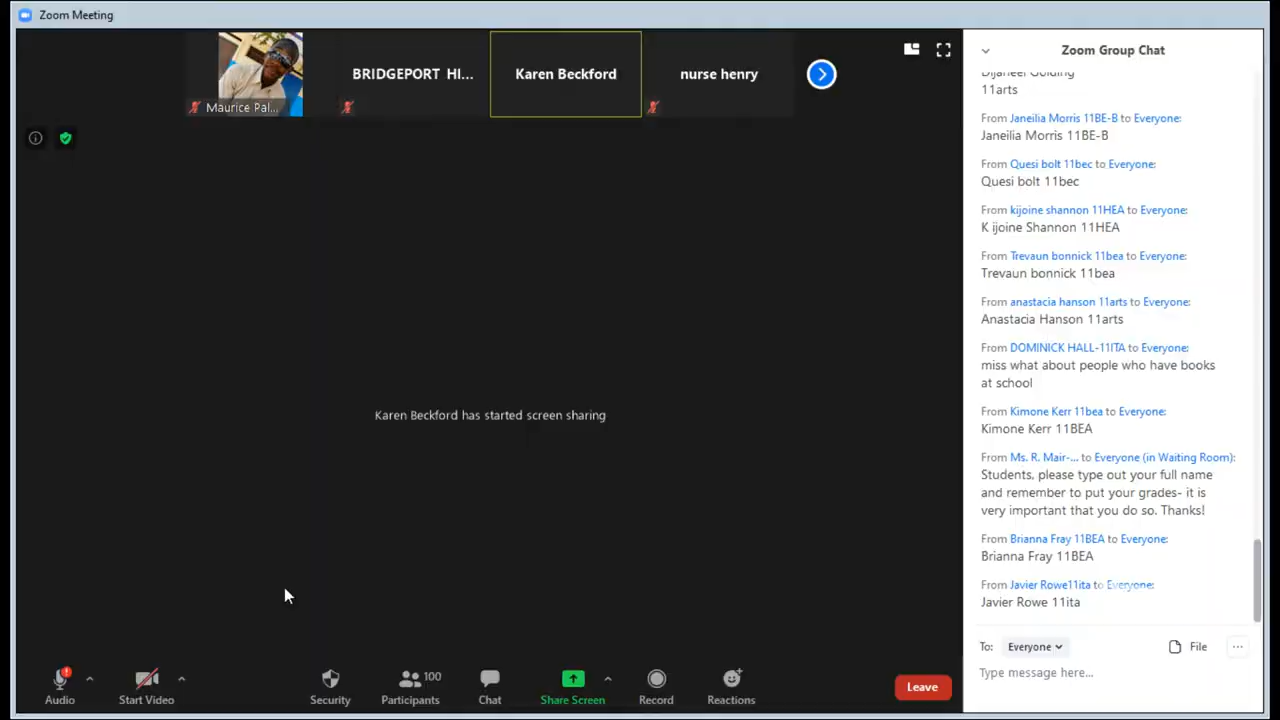 Zoom Meeting
Maurice Pal...
BRIDGEPORT HI...
Karen Beckford
nurse henry
Karen Beckford has started screen sharing
Zoom Group Chat
Dijaneel Golding
11arts
From Janeilia Morris 11BE-B to Everyone:
Janeilia Morris 11BE-B
From Quesi bolt 11bec to Everyone:
Quesi bolt 11bec
From kijoine shannon 11HEA to Everyone:
K ijoine Shannon 11HEA
From Trevaun bonnick 11bea to Everyone:
Trevaun bonnick 11bea
From anastacia hanson 11arts to Everyone:
Anastacia Hanson 11arts
From DOMINICK HALL-11ITA to Everyone:
miss what about people who have books
at school
From Kimone Kerr 11bea to Everyone:
Kimone Kerr 11BEA
From Ms. R. Mair-... to Everyone (in Waiting Room):
Students, please type out your full name
and remember to put your grades- it is
very important that you do so. Thanks!
From Brianna Fray 11BEA to Everyone:
Brianna Fray 11BEA
From Javier Rowe11ita to Everyone:
Javier Rowe 11ita
To: Everyone File
Type message here...
Audio
Start Video
Security
Participants 100
Chat
Share Screen
Record
Reactions
Leave